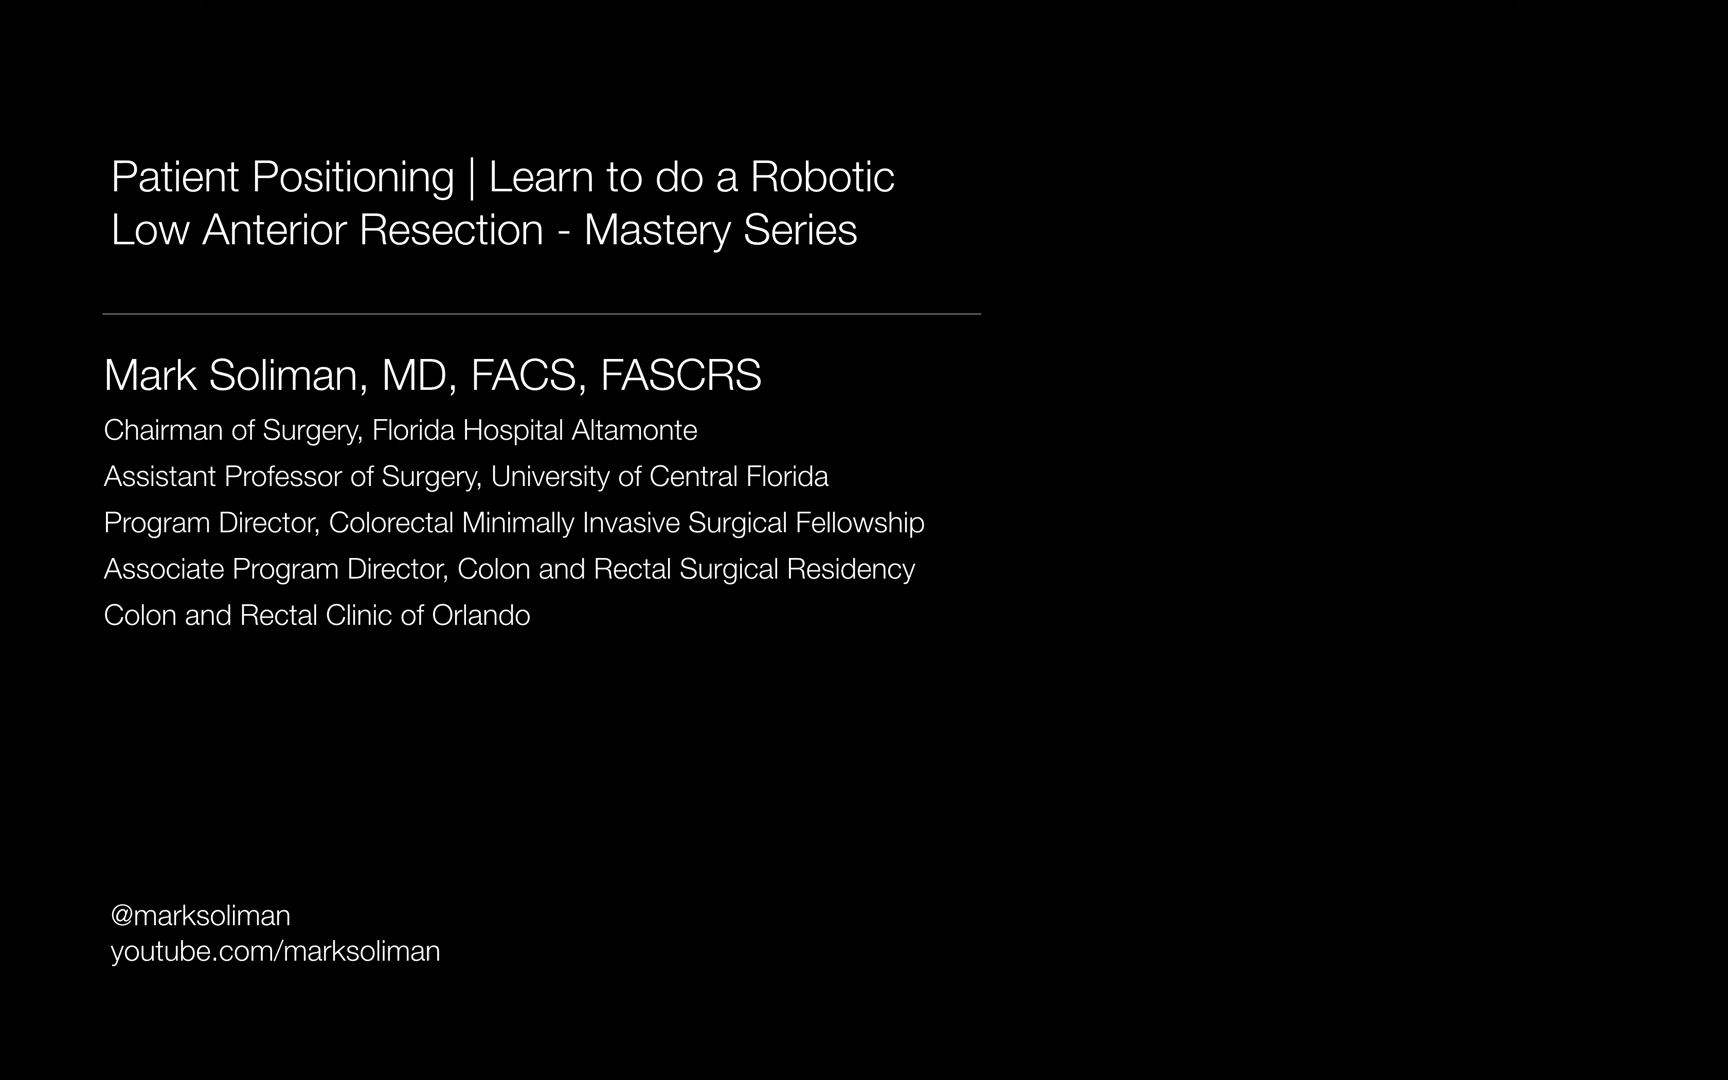 Patient Positioning | Learn to do a Robotic
Low Anterior Resection - Mastery Series
Mark Soliman, MD, FACS, FASCRS
Chairman of Surgery, Florida Hospital Altamonte
Assistant Professor of Surgery, University of Central Florida
Program Director, Colorectal Minimally Invasive Surgical Fellowship
Associate Program Director, Colon and Rectal Surgical Residency
Colon and Rectal Clinic of Orlando
@marksoliman
youtube.com/marksoliman